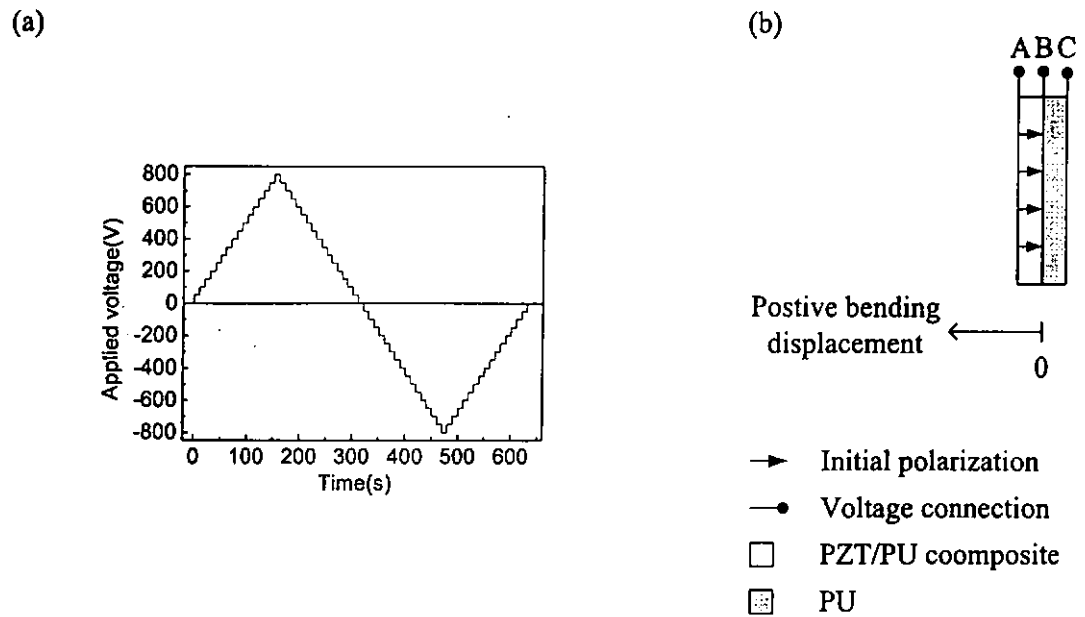 (a)
(b)
A B C
800
600
400
200
0
-200
-400
-600
-800
Applied voltage(V)
0 100 200 300 400 500 600
Time(s)
Postive bending
displacement
0
Initial polarization
Voltage connection
PZT/PU coomposite
PU